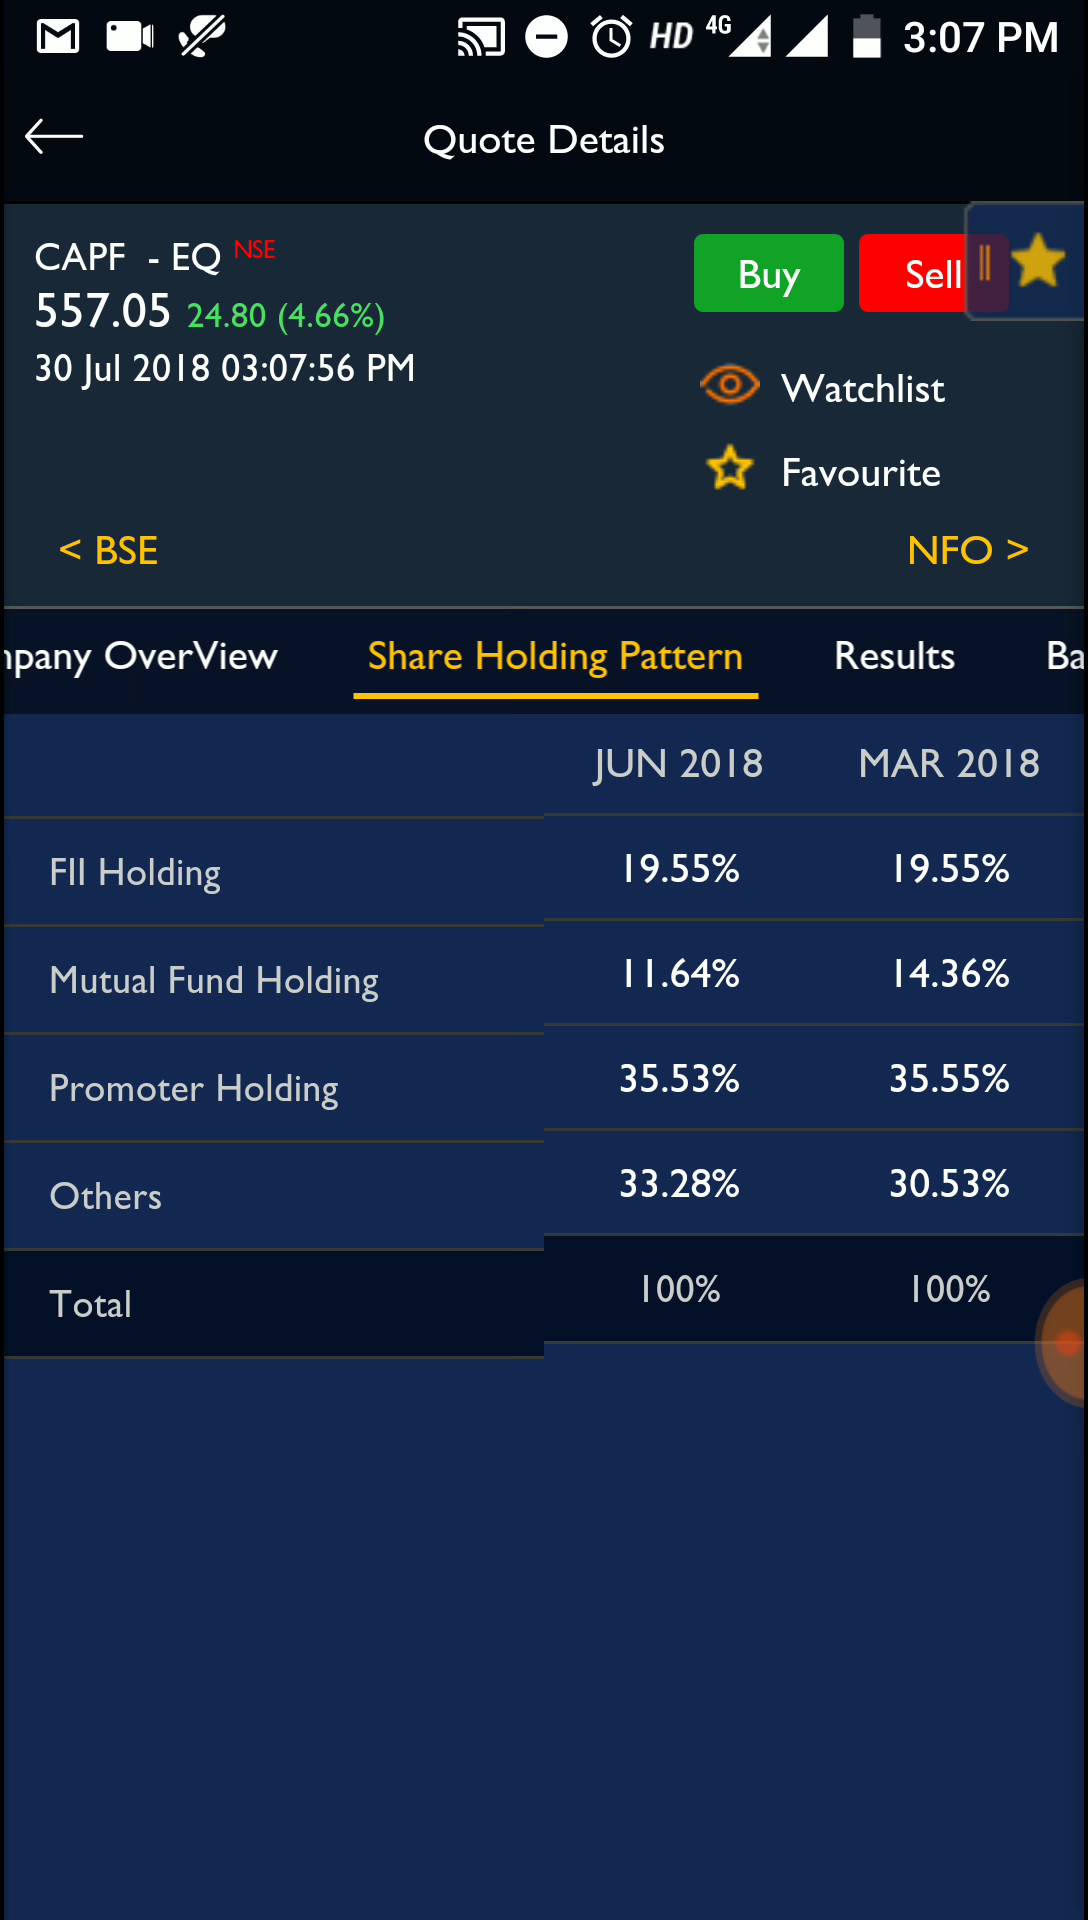 HD 4G 3:07 PM
Quote Details
CAPF - EQ NSE
557.05 24.80 (4.66%)
30 Jul 2018 03:07:56 PM
Buy Sell
Watchlist
Favourite
< BSE NFO >
mpany OverView Share Holding Pattern Results Ba
JUN 2018 MAR 2018
FII Holding 19.55% 19.55%
Mutual Fund Holding 11.64% 14.36%
Promoter Holding 35.53% 35.55%
Others 33.28% 30.53%
Total 100% 100%